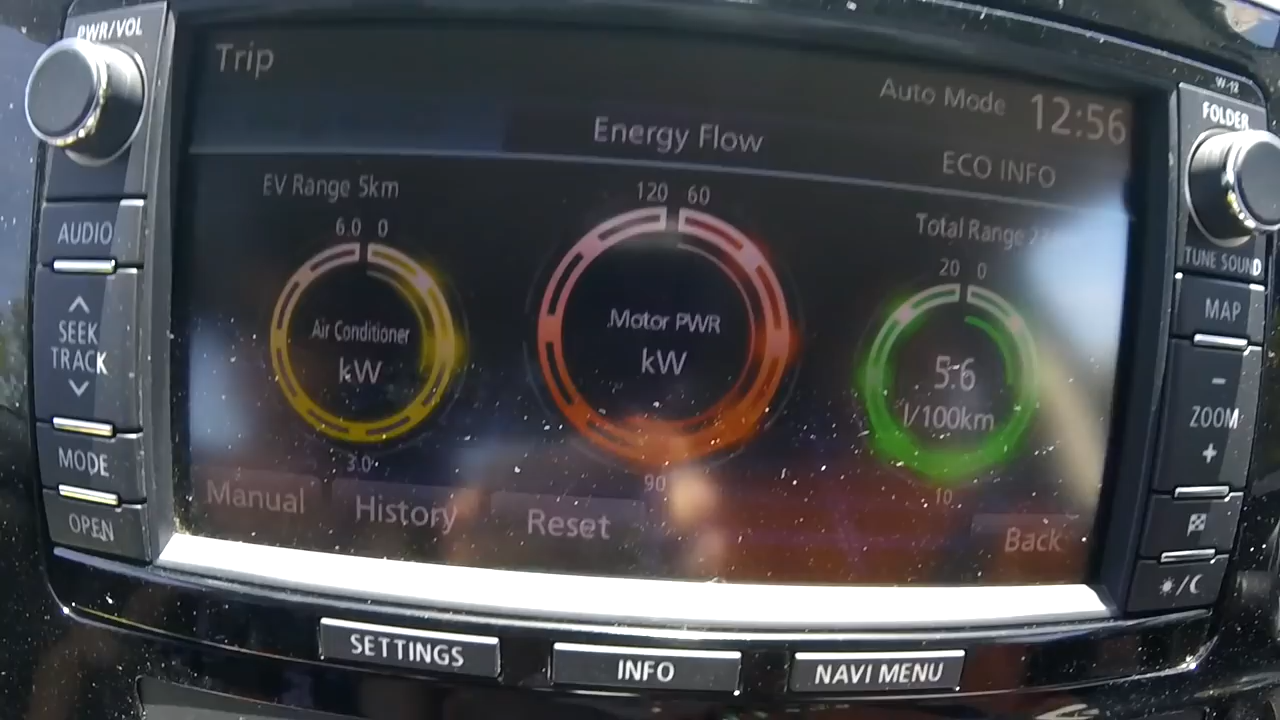 PWR/VOL
Trip
Auto Mode 12:56
W-12
FOLDER
Energy Flow
ECO INFO
EV Range 5km
120 60
Total Range
AUDIO
6.0 0
20 0
TUNE SOUND
SEEK
TRACK
Air Conditioner
kW
Motor PWR
kW
5.6
l/100km
MAP
ZOOM
MODE
3.0
90
10
OPEN
Manual
History
Reset
Back
SETTINGS
INFO
NAVI MENU